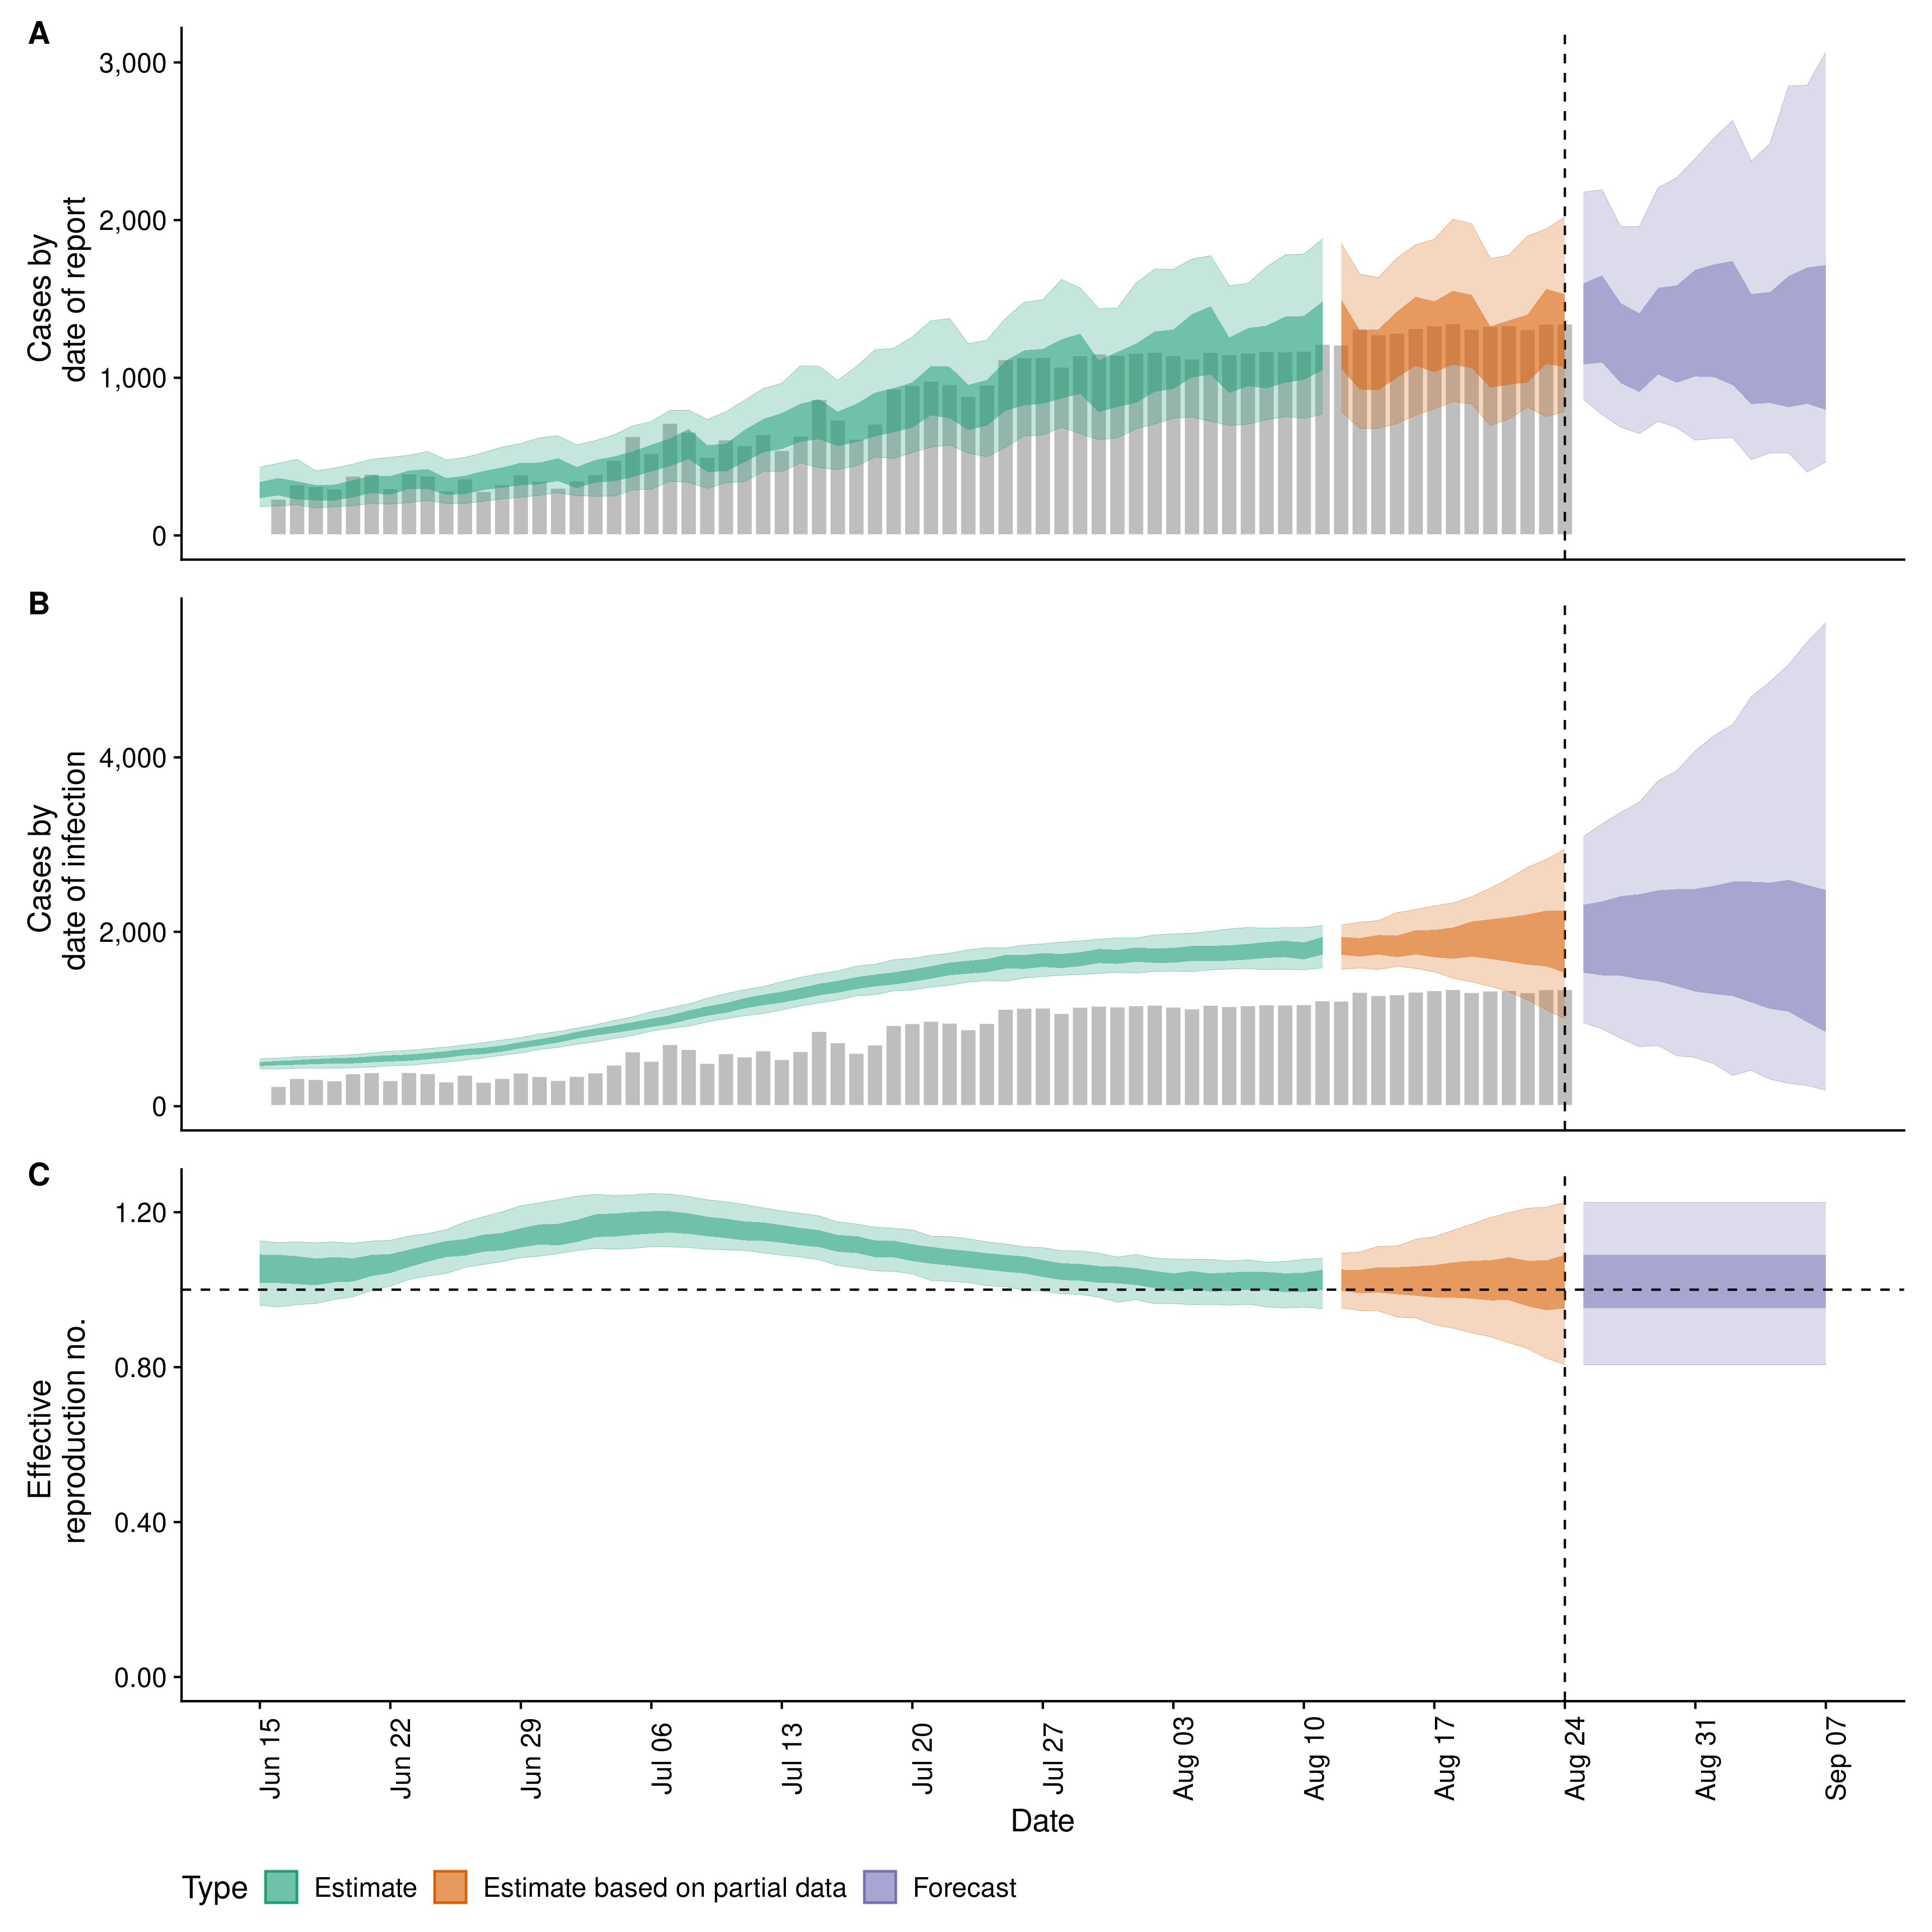 A
3,000
2,000
1,000
0
Cases by
date of report
B
4,000
2,000
0
Cases by
date of infection
C
1.20
0.80
0.40
0.00
Effective
reproduction no.
Jun 15
Jun 22
Jun 29
Jul 06
Jul 13
Jul 20
Jul 27
Aug 03
Aug 10
Aug 17
Aug 24
Aug 31
Sep 07
Date
Type Estimate Estimate based on partial data Forecast